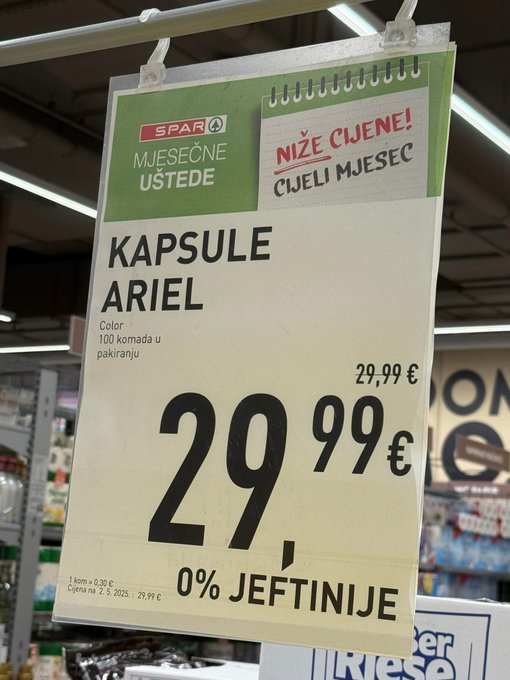 SPAR
MJESEČNE
UŠTEDE
NIŽE CIJENE!
CIJELI MJESEC
KAPSULE
ARIEL
Color
100 komada u
pakiranju
29,99 €
29,99€
0% JEFTINIJE
1 kom = 0,30 €
Cijena na 2. 5. 2025. : 29,99 €
Riese